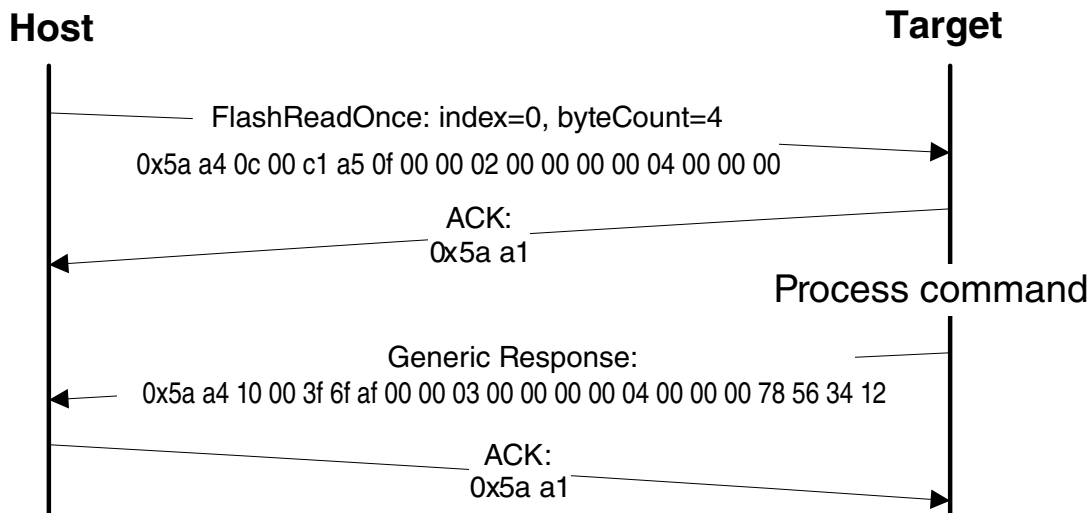 Host
Target
FlashReadOnce: index=0, byteCount=4
0x5a a4 0c 00 c1 a5 0f 00 00 02 00 00 00 00 04 00 00 00
ACK:
0x5a a1
Process command
Generic Response:
0x5a a4 10 00 3f 6f af 00 00 03 00 00 00 00 04 00 00 00 78 56 34 12
ACK:
0x5a a1